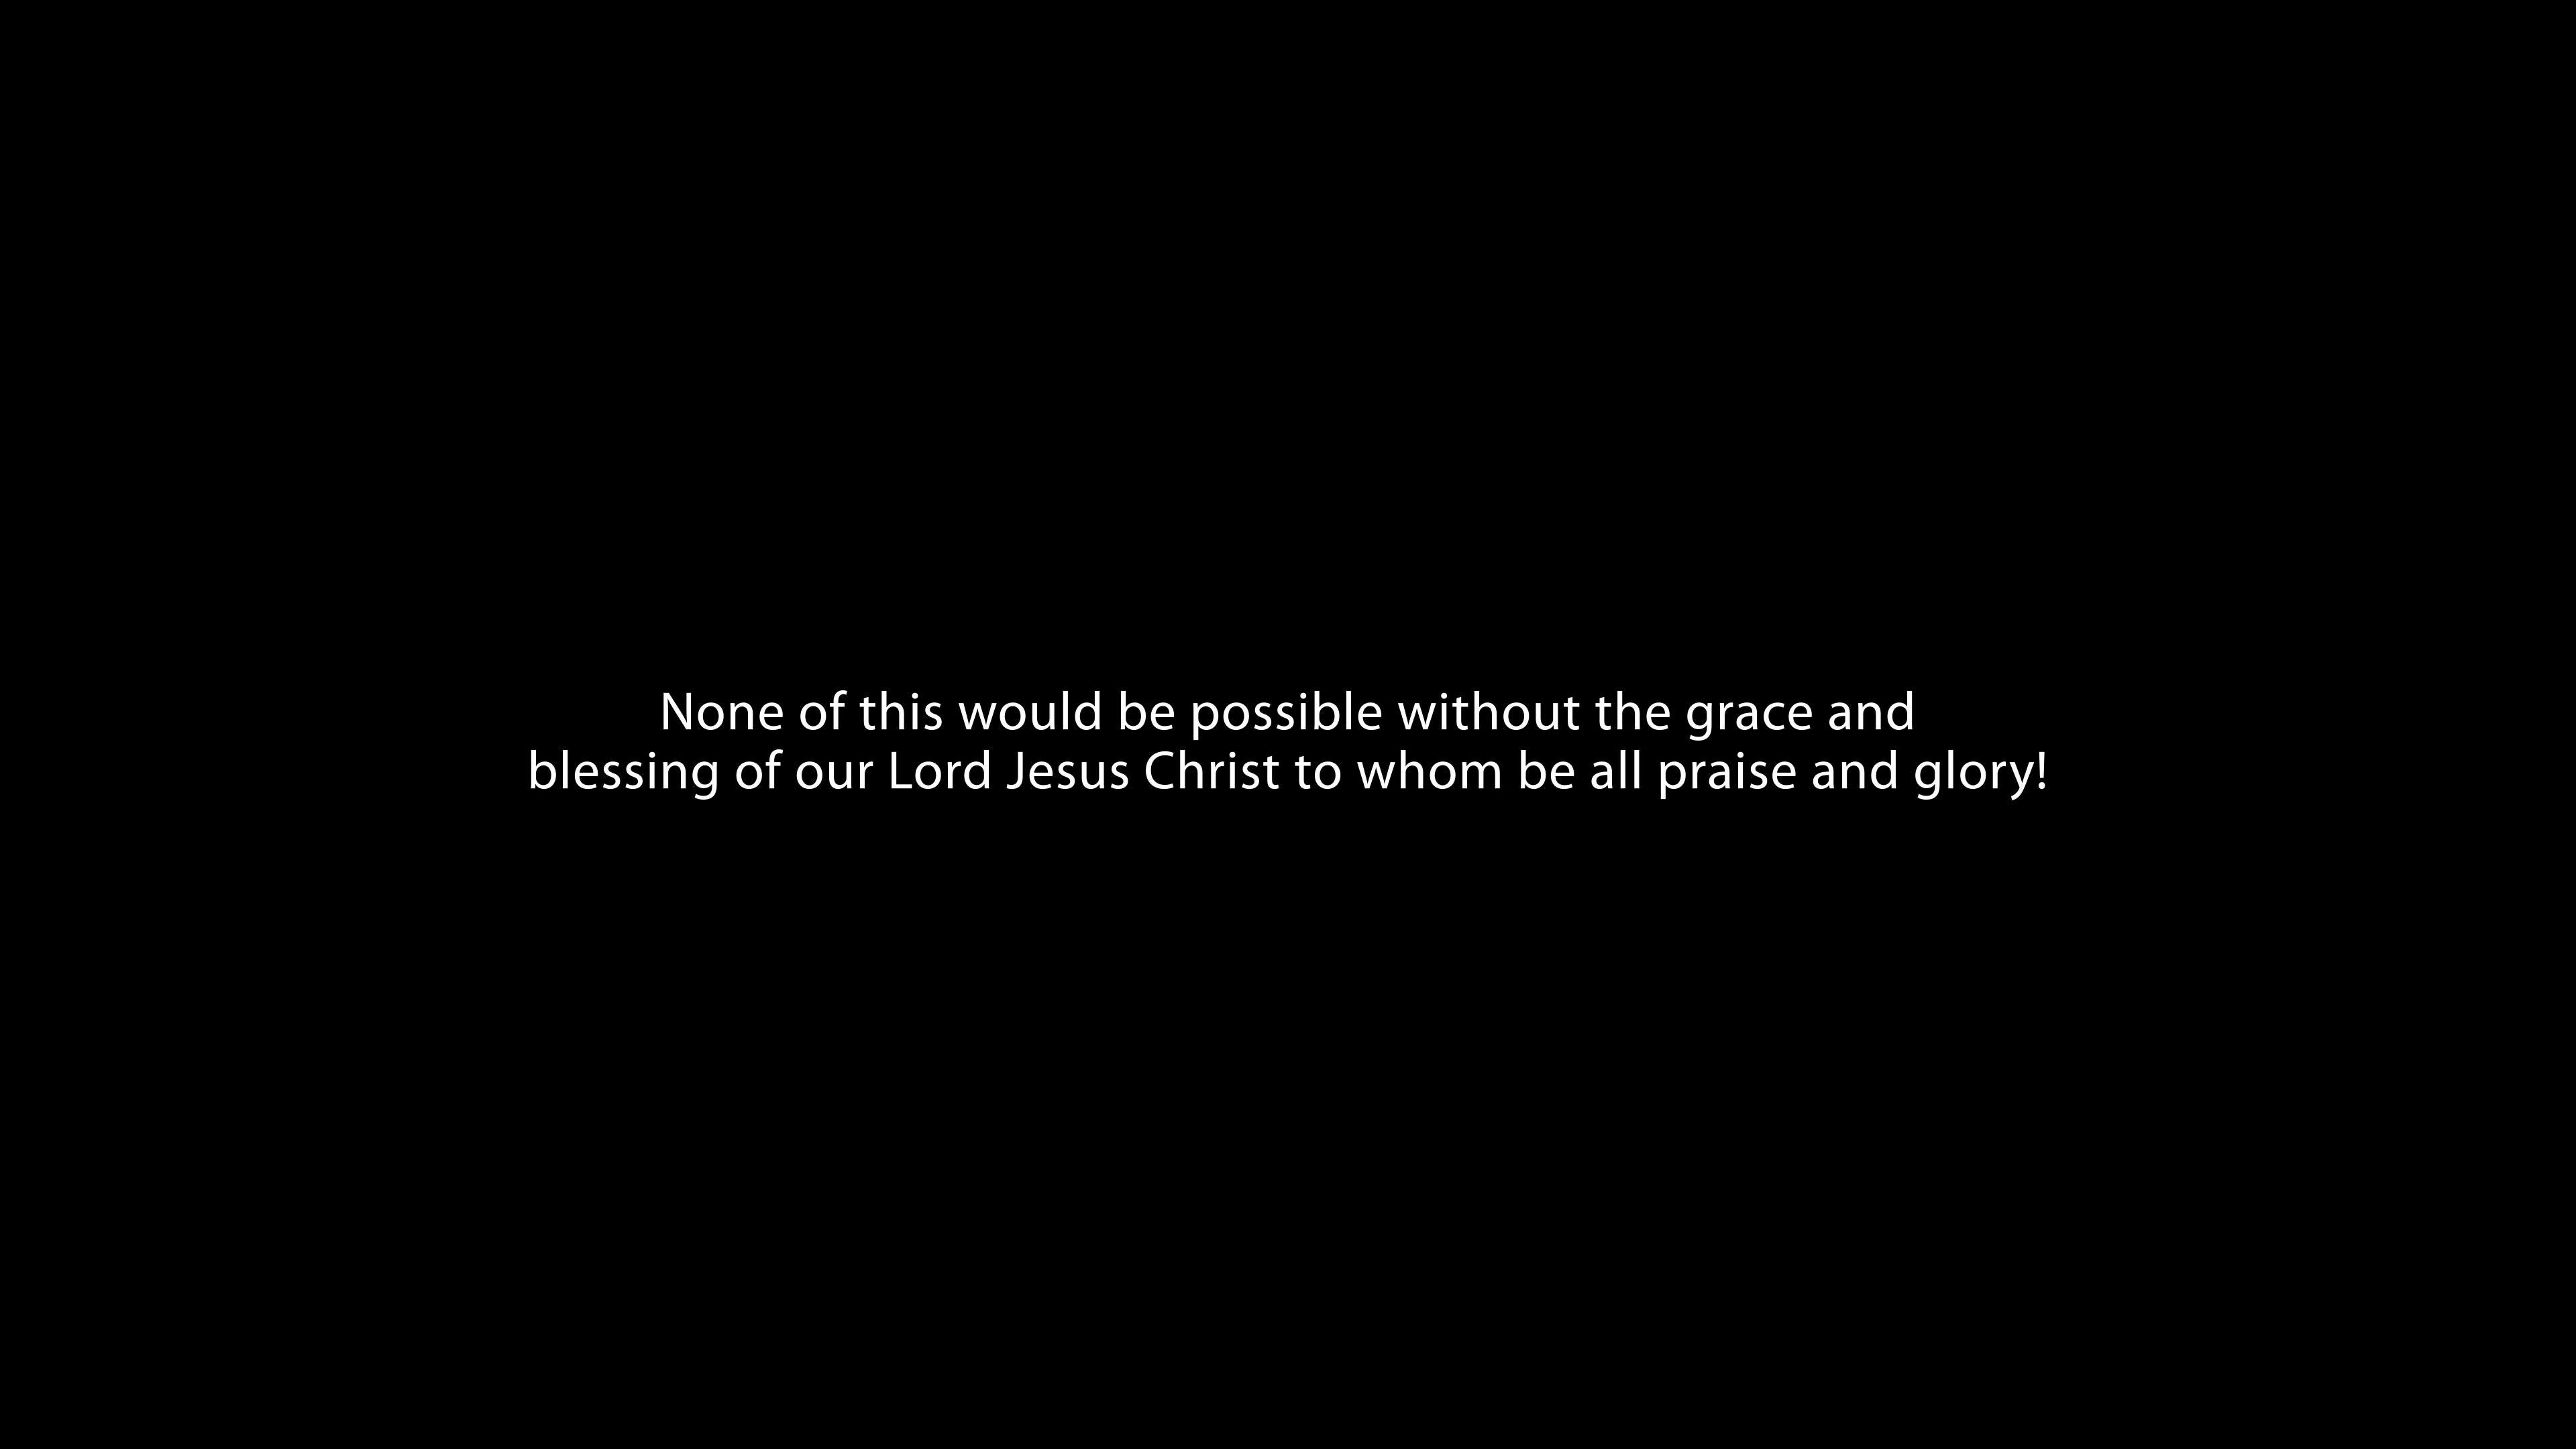 None of this would be possible without the grace and
blessing of our Lord Jesus Christ to whom be all praise and glory!